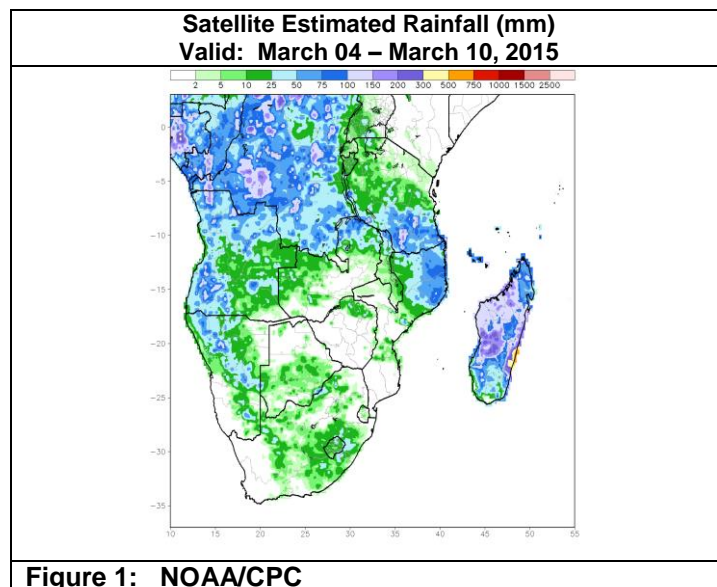 Satellite Estimated Rainfall (mm)
Valid: March 04 – March 10, 2015
2 5 10 25 50 75 100 150 200 300 500 750 1000 1500 2500
0
−5
−10
−15
−20
−25
−30
−35
10 15 20 25 30 35 40 45 50 55
Figure 1: NOAA/CPC